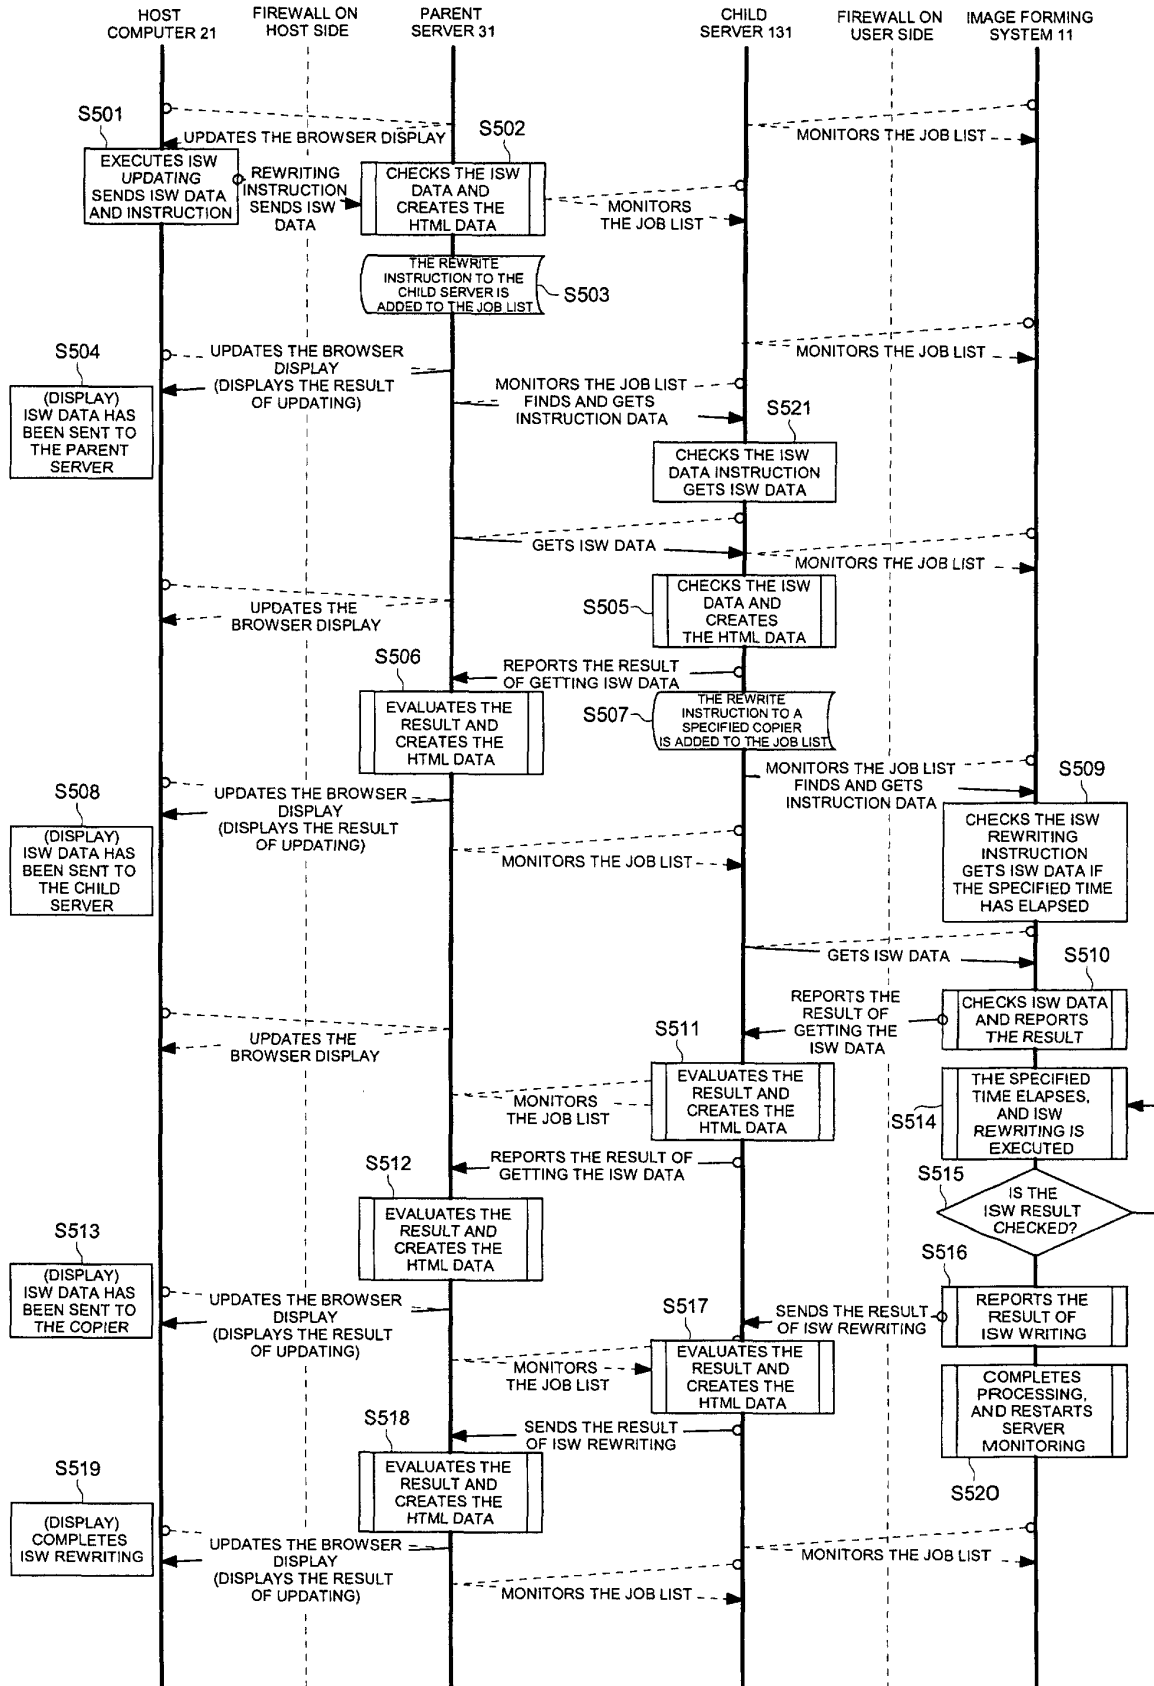 HOST
COMPUTER 21
FIREWALL ON
HOST SIDE
PARENT
SERVER 31
CHILD
SERVER 131
FIREWALL ON
USER SIDE
IMAGE FORMING
SYSTEM 11
S501
UPDATES THE BROWSER DISPLAY
S502
MONITORS THE JOB LIST
EXECUTES ISW
UPDATING
SENDS ISW DATA
AND INSTRUCTION
REWRITING
INSTRUCTION
SENDS ISW
DATA
CHECKS THE ISW
DATA AND
CREATES THE
HTML DATA
MONITORS
THE JOB LIST
THE REWRITE
INSTRUCTION TO THE
CHILD SERVER IS
ADDED TO THE JOB LIST
S503
S504
UPDATES THE BROWSER
DISPLAY
(DISPLAYS THE RESULT
OF UPDATING)
MONITORS THE JOB LIST
(DISPLAY)
ISW DATA HAS
BEEN SENT TO
THE PARENT
SERVER
MONITORS THE JOB LIST
FINDS AND GETS
INSTRUCTION DATA
S521
CHECKS THE ISW
DATA INSTRUCTION
GETS ISW DATA
GETS ISW DATA
MONITORS THE JOB LIST
UPDATES THE
BROWSER DISPLAY
S505
CHECKS THE ISW
DATA AND
CREATES
THE HTML DATA
S506
REPORTS THE RESULT
OF GETTING ISW DATA
EVALUATES THE
RESULT AND
CREATES THE
HTML DATA
S507
THE REWRITE
INSTRUCTION TO A
SPECIFIED COPIER
IS ADDED TO THE JOB LIST
S508
UPDATES THE BROWSER
DISPLAY
(DISPLAYS THE RESULT
OF UPDATING)
MONITORS THE JOB LIST
FINDS AND GETS
INSTRUCTION DATA
S509
(DISPLAY)
ISW DATA HAS
BEEN SENT TO
THE CHILD
SERVER
MONITORS THE JOB LIST
CHECKS THE ISW
REWRITING
INSTRUCTION
GETS ISW DATA IF
THE SPECIFIED TIME
HAS ELAPSED
GETS ISW DATA
S510
REPORTS THE
RESULT OF
GETTING THE
ISW DATA
CHECKS ISW DATA
AND REPORTS
THE RESULT
UPDATES THE
BROWSER DISPLAY
S511
MONITORS
THE JOB LIST
EVALUATES THE
RESULT AND
CREATES THE
HTML DATA
S514
THE SPECIFIED
TIME ELAPSES,
AND ISW
REWRITING IS
EXECUTED
S512
REPORTS THE RESULT OF
GETTING THE ISW DATA
S515
IS THE
ISW RESULT
CHECKED?
S513
EVALUATES THE
RESULT AND
CREATES THE
HTML DATA
S516
(DISPLAY)
ISW DATA HAS
BEEN SENT TO
THE COPIER
UPDATES THE BROWSER
DISPLAY
(DISPLAYS THE RESULT
OF UPDATING)
S517
SENDS THE RESULT
OF ISW REWRITING
REPORTS THE
RESULT OF
ISW WRITING
MONITORS
THE JOB LIST
EVALUATES THE
RESULT AND
CREATES THE
HTML DATA
COMPLETES
PROCESSING,
AND RESTARTS
SERVER
MONITORING
S518
SENDS THE RESULT
OF ISW REWRITING
S519
EVALUATES THE
RESULT AND
CREATES THE
HTML DATA
S520
(DISPLAY)
COMPLETES
ISW REWRITING
UPDATES THE BROWSER
DISPLAY
(DISPLAYS THE RESULT
OF UPDATING)
MONITORS THE JOB LIST
MONITORS THE JOB LIST